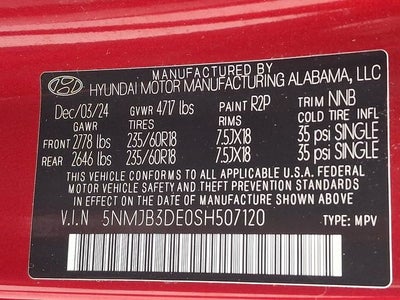 MANUFACTURED BY
HYUNDAI MOTOR MANUFACTURING ALABAMA, LLC
Dec/03/24 GVWR 4717 lbs PAINT R2P TRIM NNB
GAWR TIRES RIMS COLD TIRE INFL
FRONT 2778 lbs 235/60R18 7.5JX18 35 psi SINGLE
REAR 2646 lbs 235/60R18 7.5JX18 35 psi SINGLE
THIS VEHICLE CONFORMS TO ALL APPLICABLE U.S.A. FEDERAL
MOTOR VEHICLE SAFETY AND THEFT PREVENTION STANDARDS
IN EFFECT ON THE DATE OF MANUFACTURE SHOWN ABOVE
V.I.N 5NMJB3DE0SH507120 TYPE: MPV